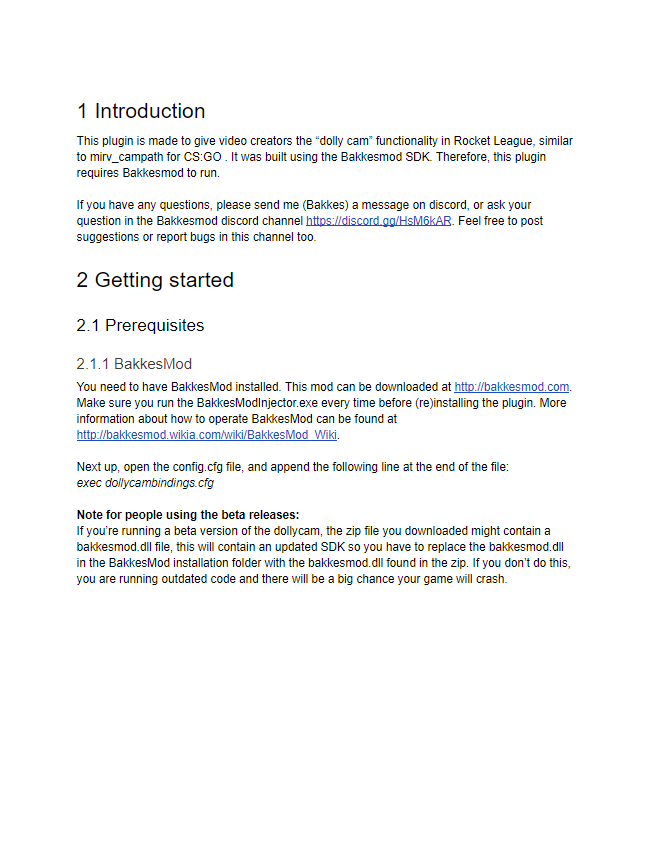 1 Introduction
This plugin is made to give video creators the “dolly cam” functionality in Rocket League, similar
to mirv_campath for CS:GO . It was built using the Bakkesmod SDK. Therefore, this plugin
requires Bakkesmod to run.
If you have any questions, please send me (Bakkes) a message on discord, or ask your
question in the Bakkesmod discord channel https://discord.gg/HsM6kAR. Feel free to post
suggestions or report bugs in this channel too.
2 Getting started
2.1 Prerequisites
2.1.1 BakkesMod
You need to have BakkesMod installed. This mod can be downloaded at http://bakkesmod.com.
Make sure you run the BakkesModInjector.exe every time before (re)installing the plugin. More
information about how to operate BakkesMod can be found at
http://bakkesmod.wikia.com/wiki/BakkesMod_Wiki.
Next up, open the config.cfg file, and append the following line at the end of the file:
exec dollycambindings.cfg
Note for people using the beta releases:
If you’re running a beta version of the dollycam, the zip file you downloaded might contain a
bakkesmod.dll file, this will contain an updated SDK so you have to replace the bakkesmod.dll
in the BakkesMod installation folder with the bakkesmod.dll found in the zip. If you don’t do this,
you are running outdated code and there will be a big chance your game will crash.